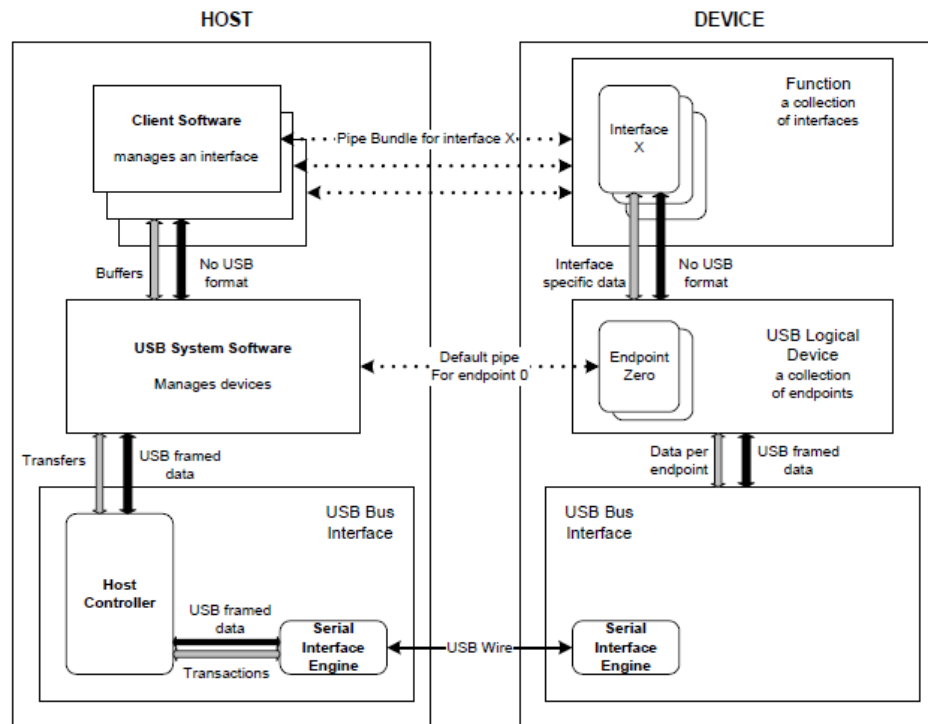 HOST
DEVICE
Client Software
manages an interface
Pipe Bundle for interface X
Interface
X
Function
a collection
of interfaces
Buffers
No USB
format
Interface
specific data
No USB
format
USB System Software
Manages devices
Default pipe
For endpoint 0
Endpoint
Zero
USB Logical
Device
a collection
of endpoints
Transfers
USB framed
data
Data per
endpoint
USB framed
data
USB Bus
Interface
USB Bus
Interface
Host
Controller
USB framed
data
Transactions
Serial
Interface
Engine
USB Wire
Serial
Interface
Engine